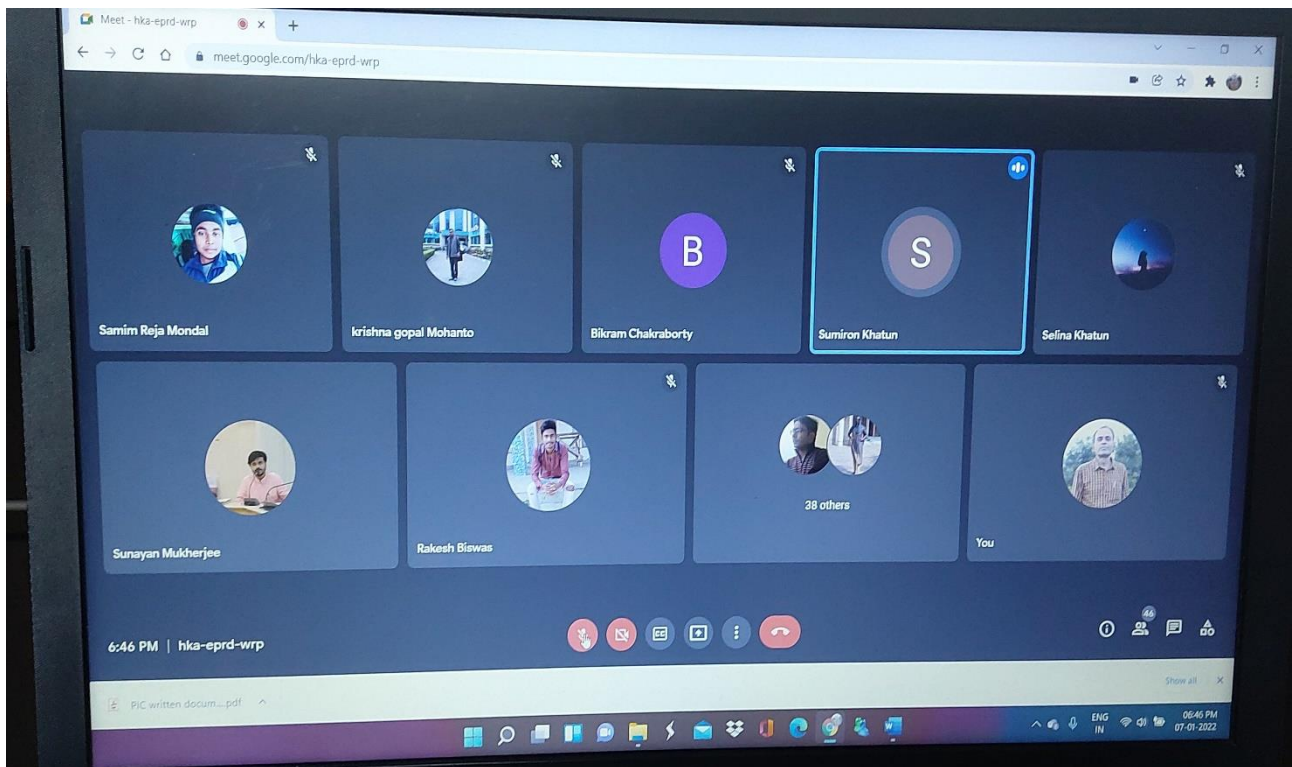 Meet - hka-eprd-wrp
meet.google.com/hka-eprd-wrp
Samim Reja Mondal
krishna gopal Mohanto
B
Bikram Chakraborty
S
Sumiron Khatun
Selina Khatun
Sunayan Mukherjee
Rakesh Biswas
38 others
You
6:46 PM | hka-eprd-wrp
CC
46
PIC written docum....pdf
Show all
ENG
IN
06:46 PM
07-01-2022